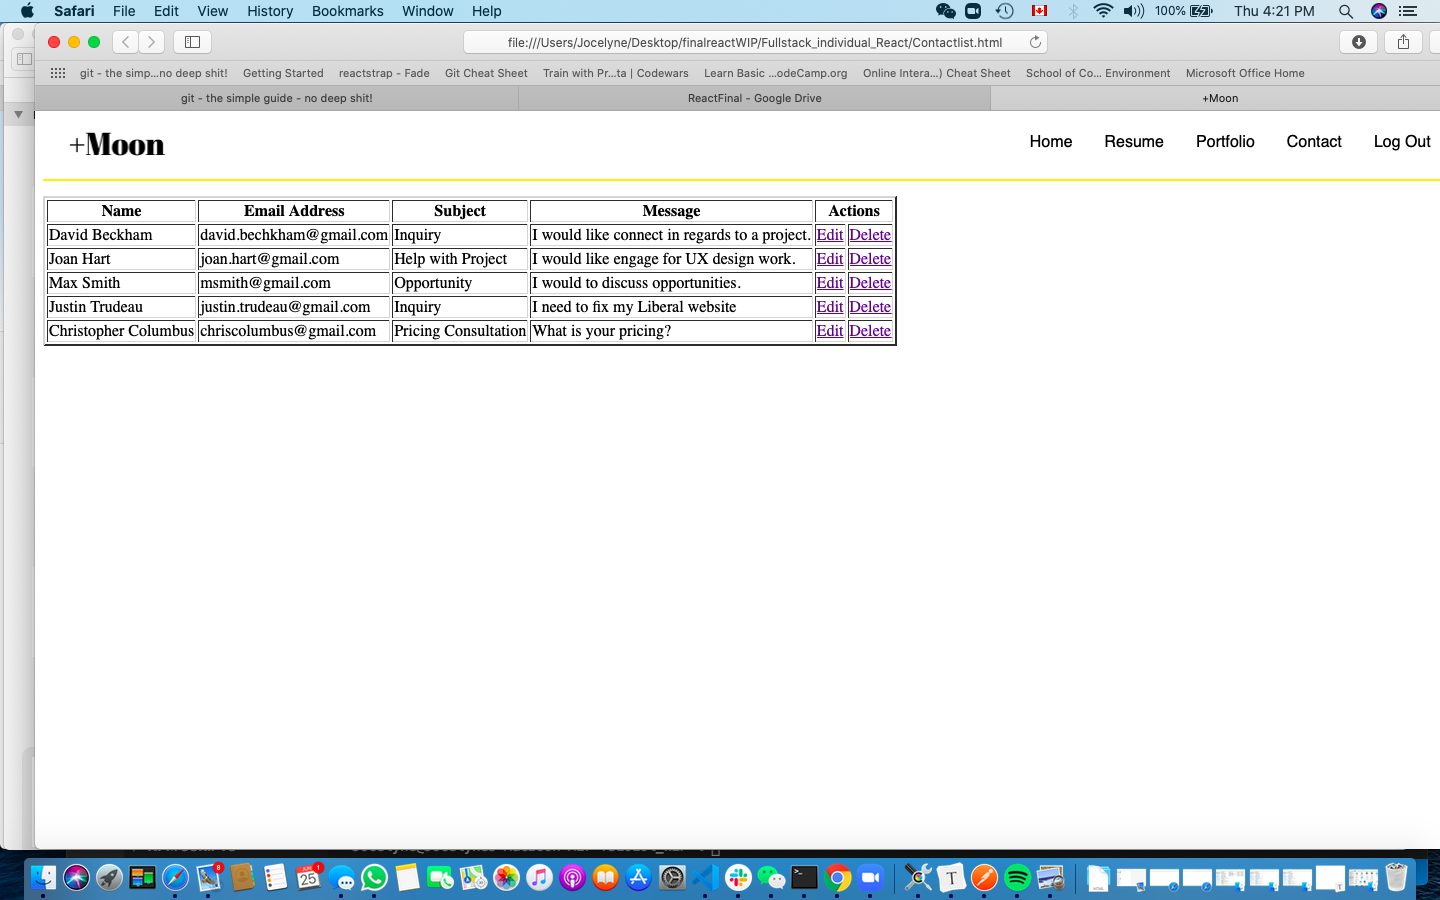 Safari File Edit View History Bookmarks Window Help 100% Thu 4:21 PM
file:///Users/Jocelyne/Desktop/finalreactWIP/Fullstack_individual_React/Contactlist.html
git - the simp...no deep shit! Getting Started reactstrap - Fade Git Cheat Sheet Train with Pr...ta | Codewars Learn Basic ...odeCamp.org Online Intera...) Cheat Sheet School of Co... Environment Microsoft Office Home
git - the simple guide - no deep shit! ReactFinal - Google Drive +Moon
+Moon Home Resume Portfolio Contact Log Out
Name Email Address Subject Message Actions
David Beckham david.bechkham@gmail.com Inquiry I would like connect in regards to a project. Edit Delete
Joan Hart joan.hart@gmail.com Help with Project I would like engage for UX design work. Edit Delete
Max Smith msmith@gmail.com Opportunity I would to discuss opportunities. Edit Delete
Justin Trudeau justin.trudeau@gmail.com Inquiry I need to fix my Liberal website Edit Delete
Christopher Columbus chriscolumbus@gmail.com Pricing Consultation What is your pricing? Edit Delete
8 JUN 25 1 T